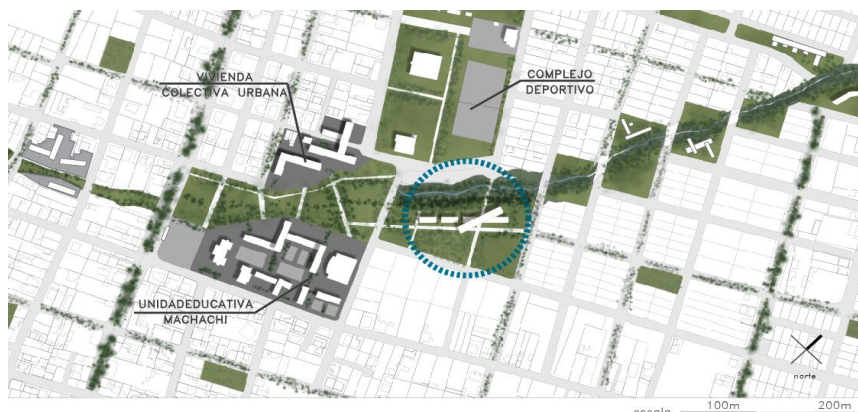 VIVIENDA
COLECTIVA URBANA
COMPLEJO
DEPORTIVO
UNIDADEDUCATIVA
MACHACHI
norte
escala 100m 200m